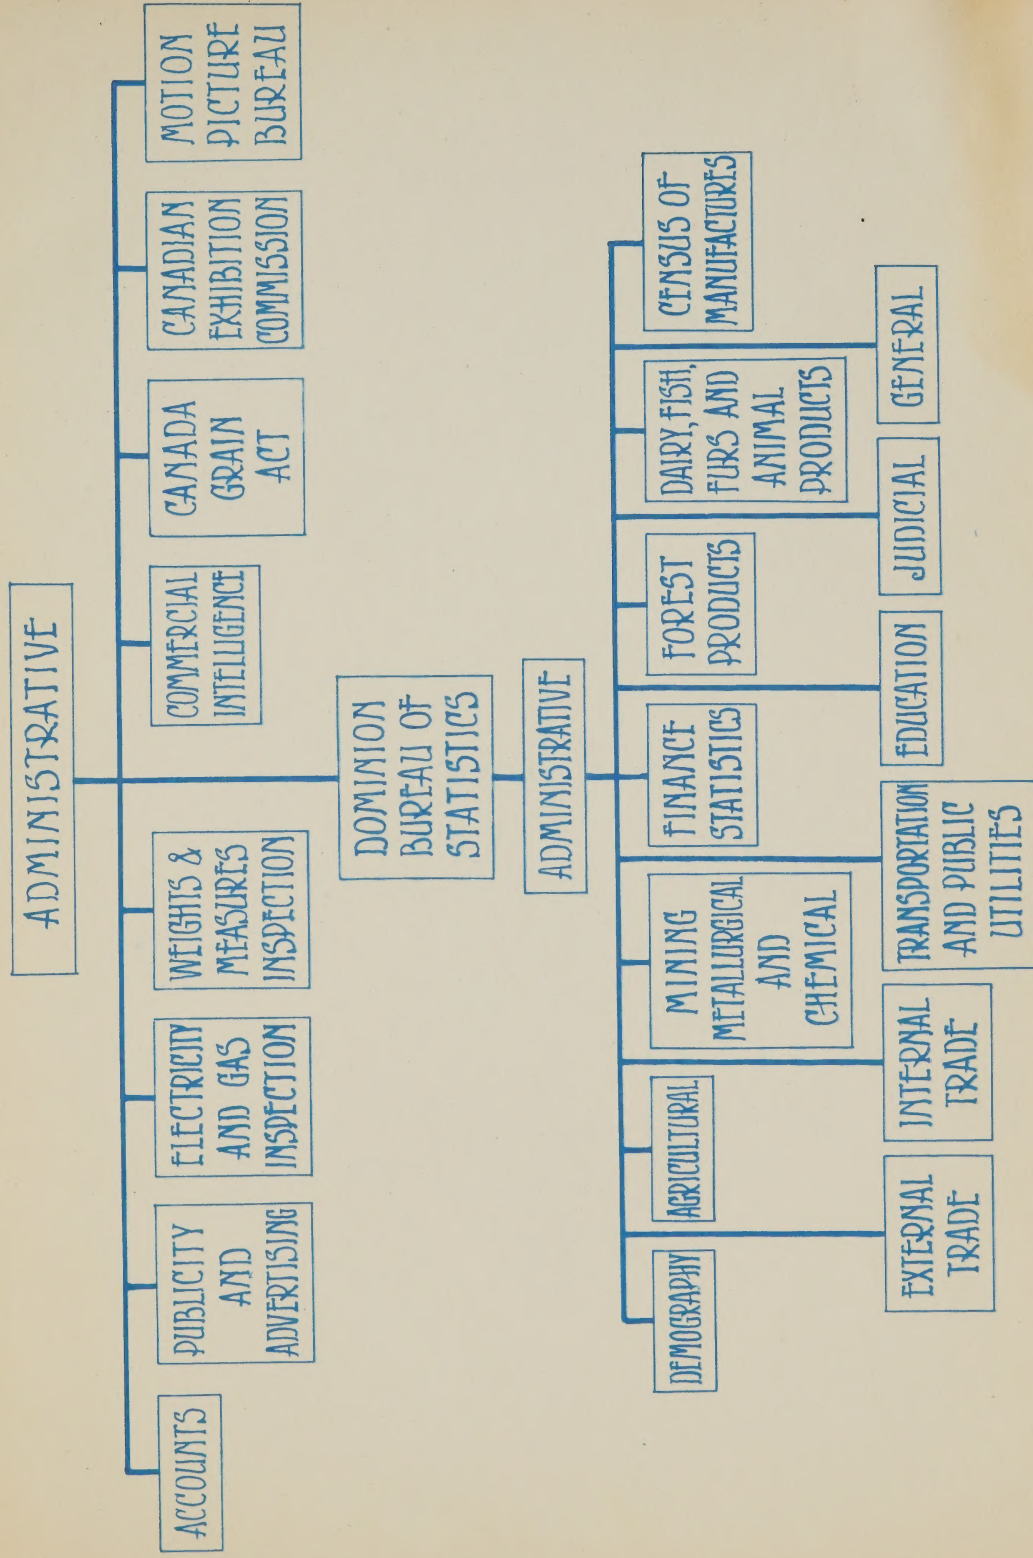 ADMINISTRATIVE
ACCOUNTS
PUBLICITY
AND
ADVERTISING
ELECTRICITY
AND GAS
INSPECTION
WEIGHTS &
MEASURES
INSPECTION
COMMERCIAL
INTELLIGENCE
CANADA
GRAIN
ACT
CANADIAN
EXHIBITION
COMMISSION
MOTION
PICTURE
BUREAU
DOMINION
BUREAU OF
STATISTICS
ADMINISTRATIVE
DEMOGRAPHY
AGRICULTURAL
MINING
METALLURGICAL
AND
CHEMICAL
FINANCE
STATISTICS
FOREST
PRODUCTS
DAIRY, FISH,
FURS AND
ANIMAL
PRODUCTS
CENSUS OF
MANUFACTURES
EXTERNAL
TRADE
INTERNAL
TRADE
TRANSPORTATION
AND PUBLIC
UTILITIES
EDUCATION
JUDICIAL
GENERAL